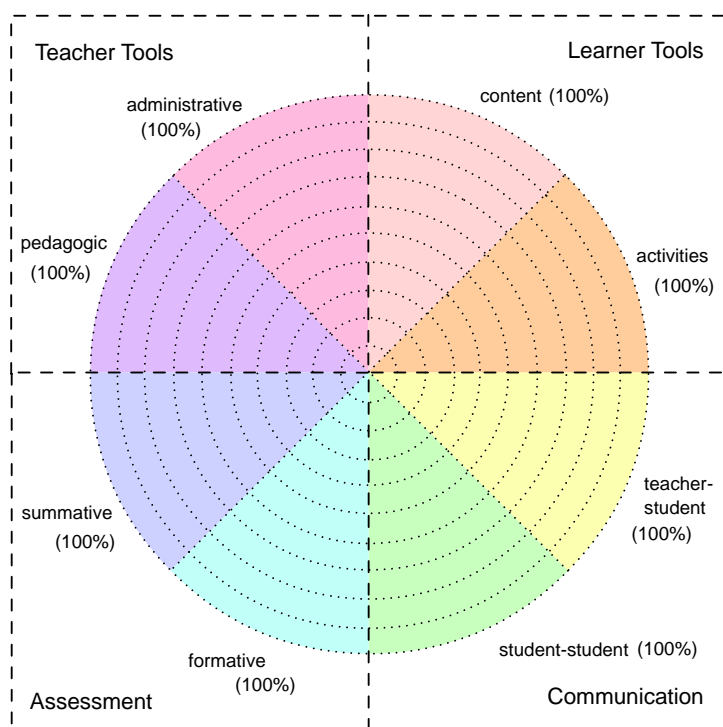 Teacher Tools
Learner Tools
administrative
(100%)
content (100%)
pedagogic
(100%)
activities
(100%)
summative
(100%)
teacher-
student
(100%)
formative
(100%)
student-student (100%)
Assessment
Communication